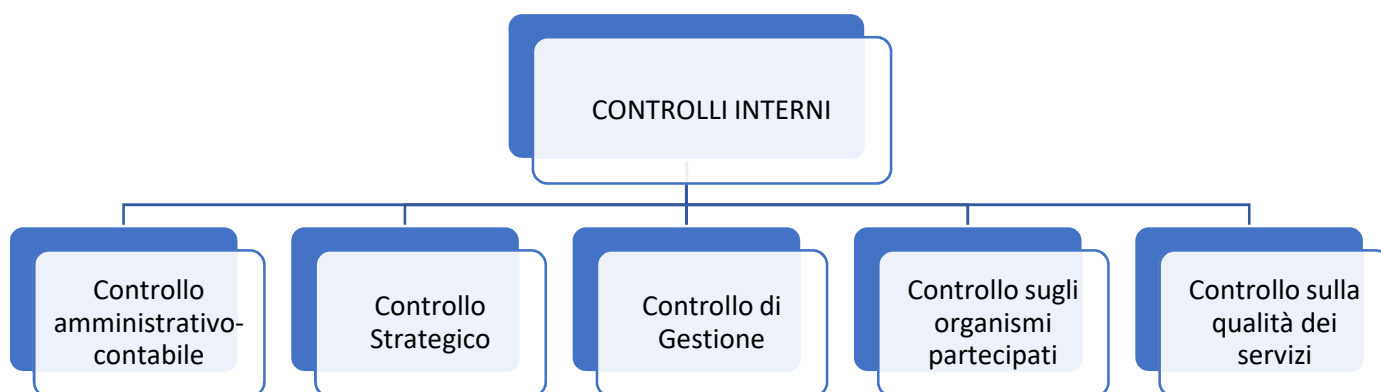 CONTROLLI INTERNI
Controllo
amministrativo-
contabile
Controllo
Strategico
Controllo di
Gestione
Controllo sugli
organismi
partecipati
Controllo sulla
qualità dei
servizi